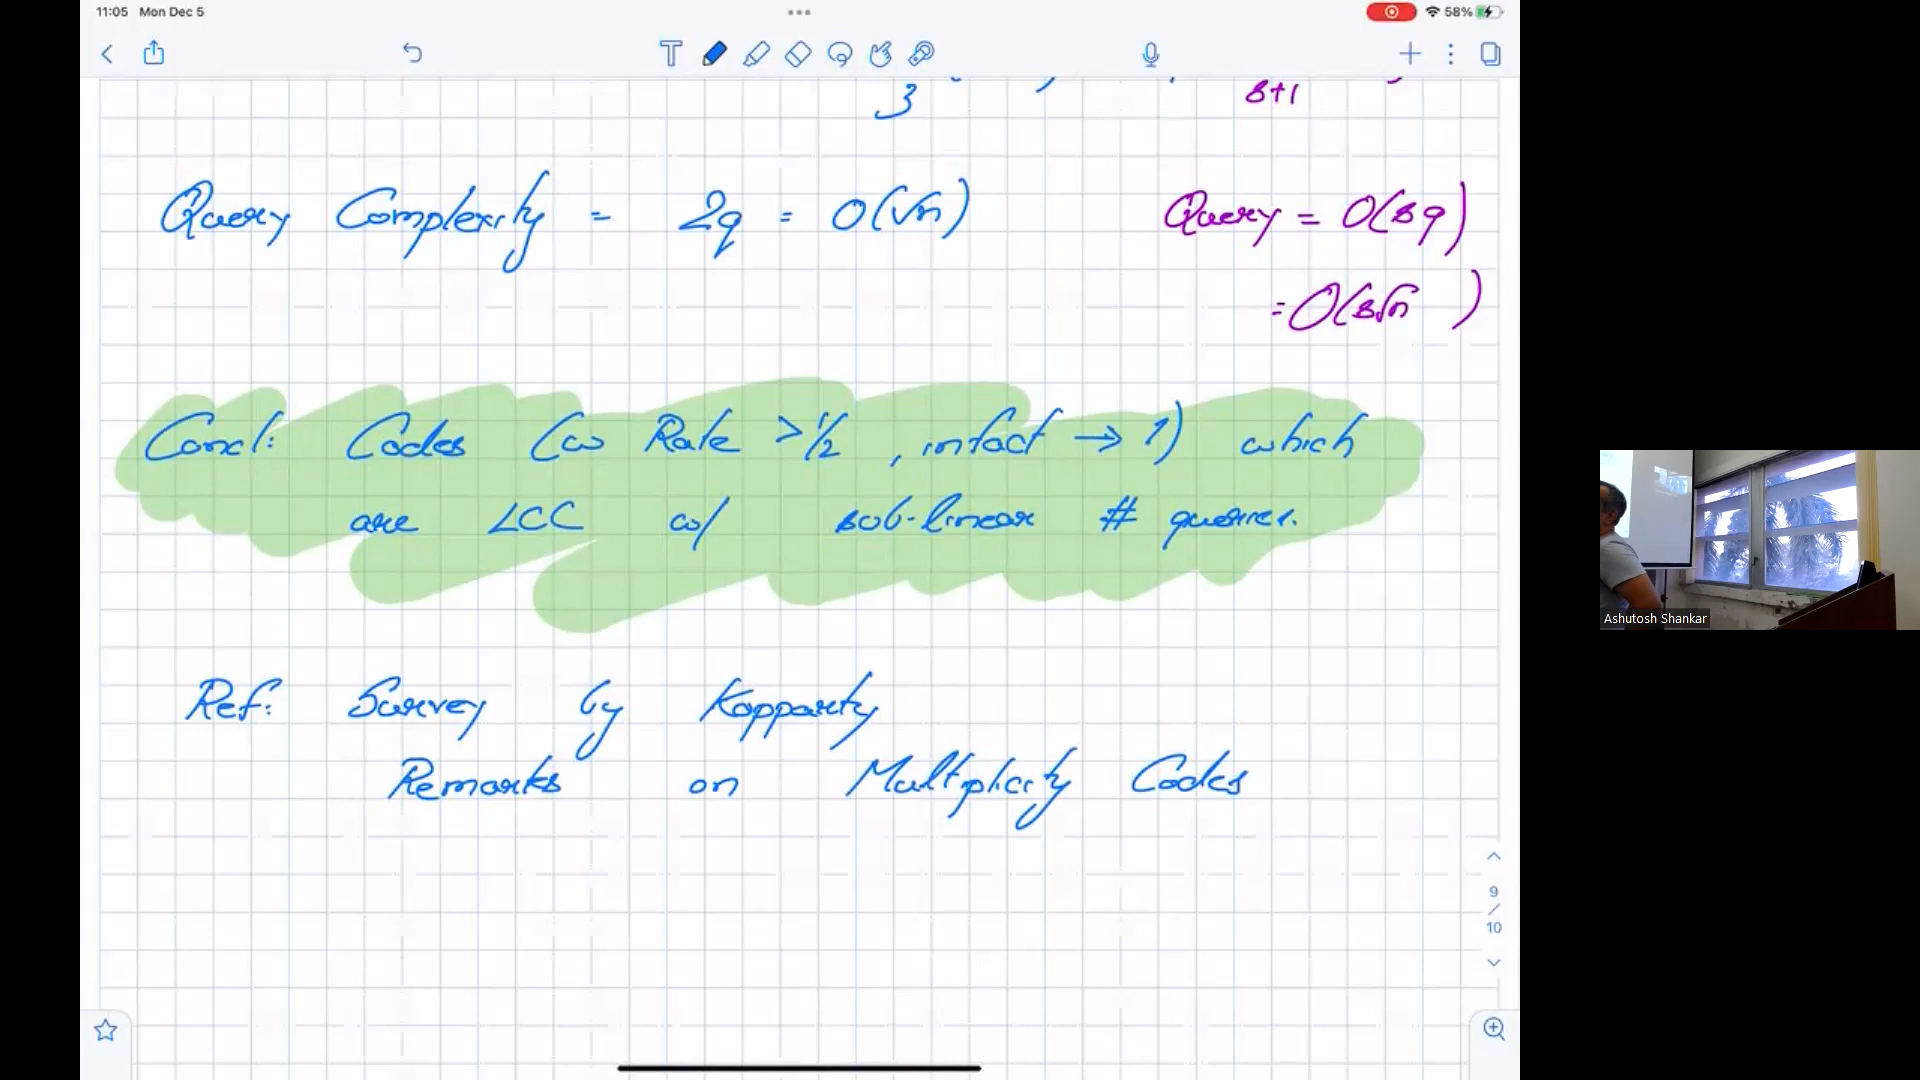 11:05 Mon Dec 5
58%
3
s+1
Query Complexity = 2q = O(√n)
Query = O(sq)
= O(s√n )
Concl: Codes (w Rate > 1/2, infact → 1) which
are LCC w/ sub-linear # queries.
Ref: Survey by Kopparty
Remarks on Multiplicity Codes
9
/
10
Ashutosh Shankar